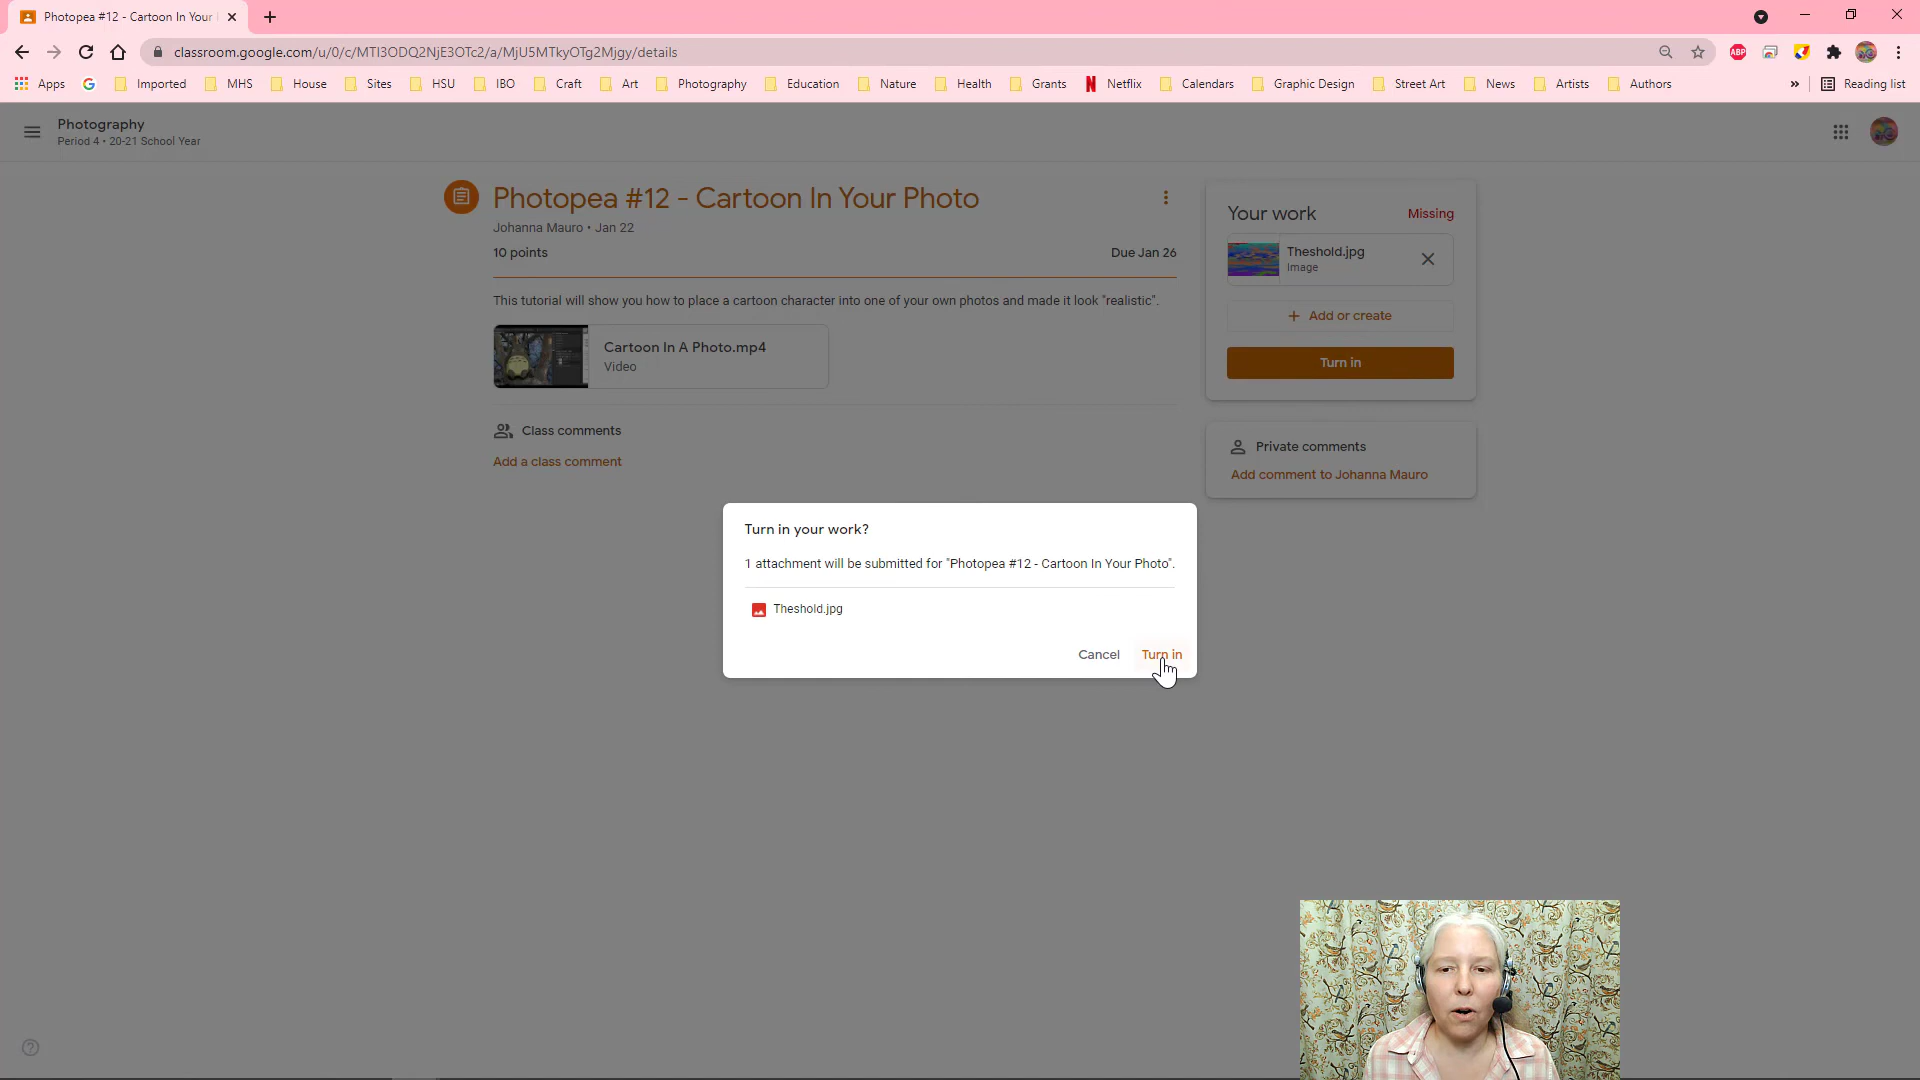 Photopea #12 - Cartoon In Your
classroom.google.com/u/0/c/MTI3ODQ2NjE3OTc2/a/MjU5MTkyOTg2Mjgy/details
ABP
Apps Imported MHS House Sites HSU IBO Craft Art Photography Education Nature Health Grants Netflix Calendars Graphic Design Street Art News Artists Authors » Reading list
Photography
Period 4 • 20-21 School Year
Photopea #12 - Cartoon In Your Photo
Johanna Mauro • Jan 22
10 points Due Jan 26
This tutorial will show you how to place a cartoon character into one of your own photos and made it look "realistic".
Cartoon In A Photo.mp4
Video
Class comments
Add a class comment
Your work Missing
Theshold.jpg
Image
+ Add or create
Turn in
Private comments
Add comment to Johanna Mauro
Turn in your work?
1 attachment will be submitted for "Photopea #12 - Cartoon In Your Photo".
Theshold.jpg
Cancel Turn in